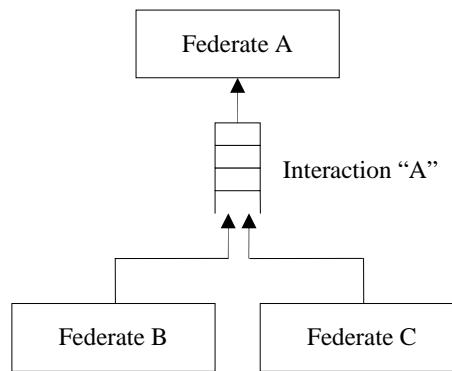 Federate A
Interaction “A”
Federate B
Federate C